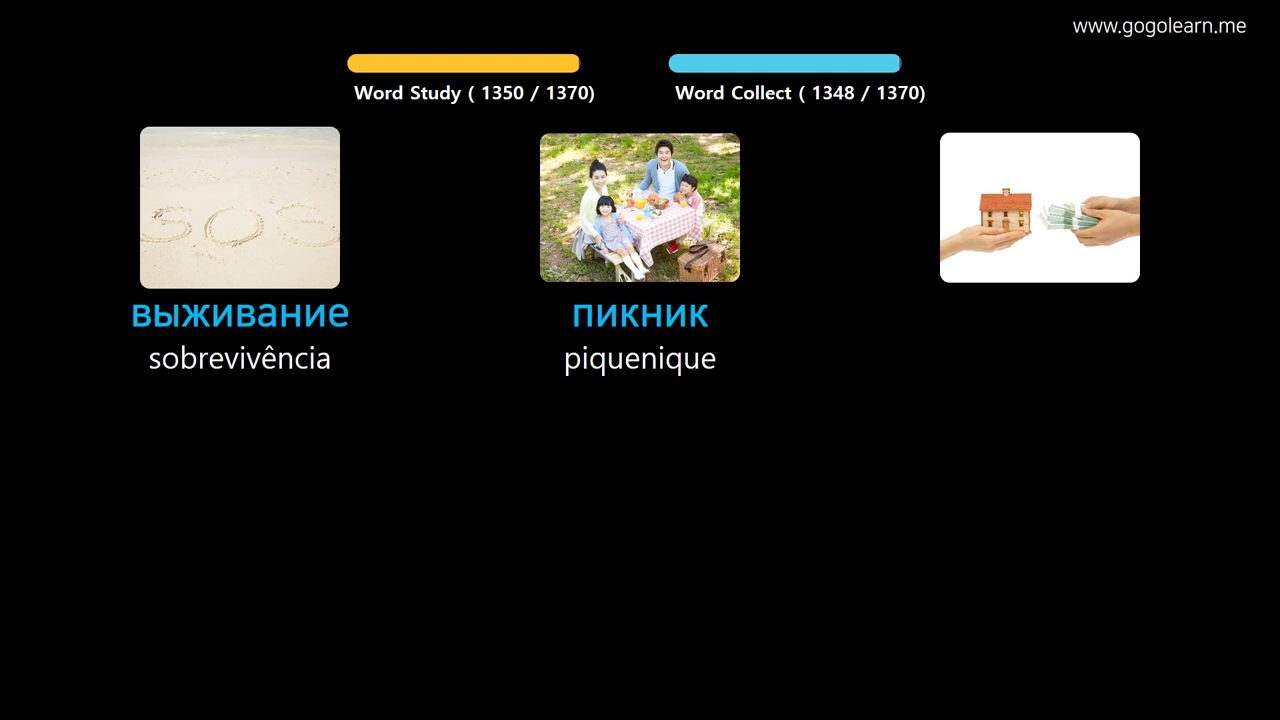 www.gogolearn.me
Word Study ( 1350 / 1370)
Word Collect ( 1348 / 1370)
SOS
выживание
sobrevivência
пикник
piquenique